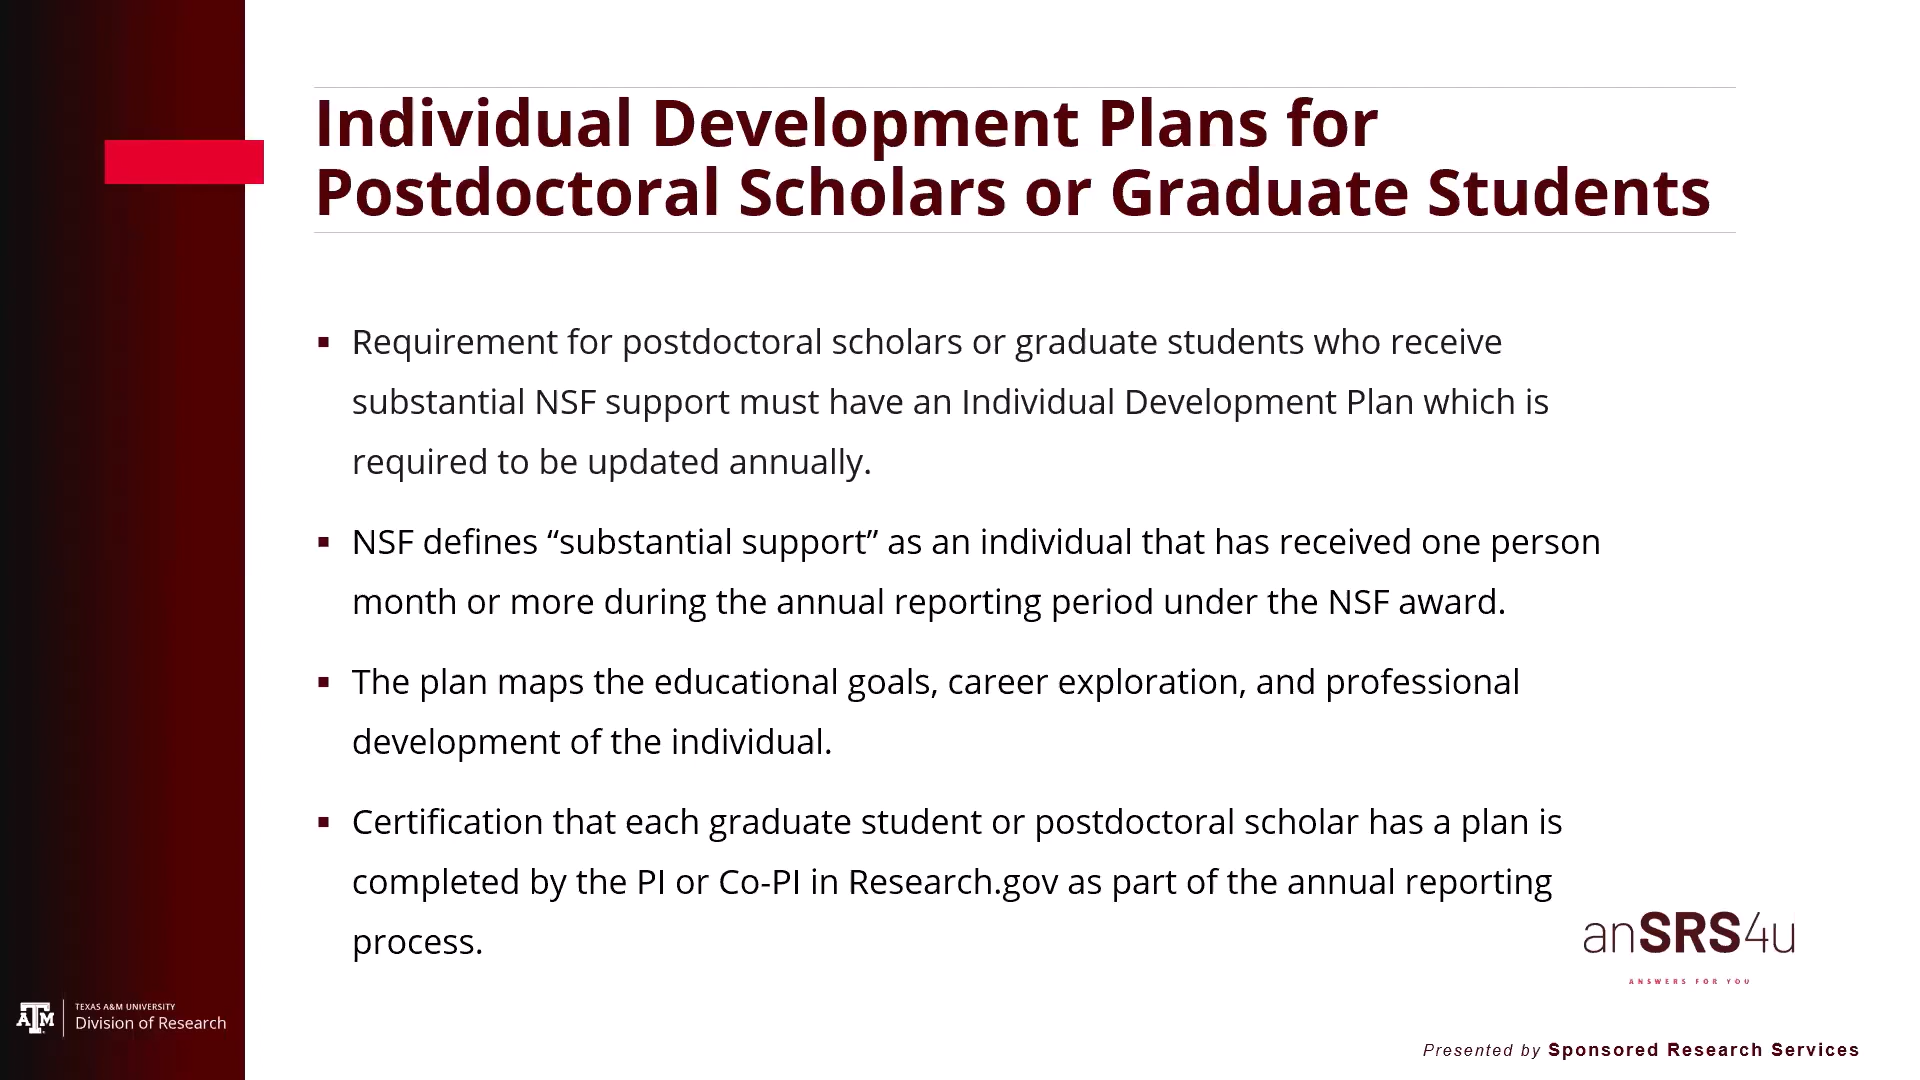 Individual Development Plans for
Postdoctoral Scholars or Graduate Students
▪ Requirement for postdoctoral scholars or graduate students who receive
substantial NSF support must have an Individual Development Plan which is
required to be updated annually.
▪ NSF defines “substantial support” as an individual that has received one person
month or more during the annual reporting period under the NSF award.
▪ The plan maps the educational goals, career exploration, and professional
development of the individual.
▪ Certification that each graduate student or postdoctoral scholar has a plan is
completed by the PI or Co-PI in Research.gov as part of the annual reporting
process.
anSRS4u
ANSWERS FOR YOU
ATM
TEXAS A&M UNIVERSITY
Division of Research
Presented by Sponsored Research Services